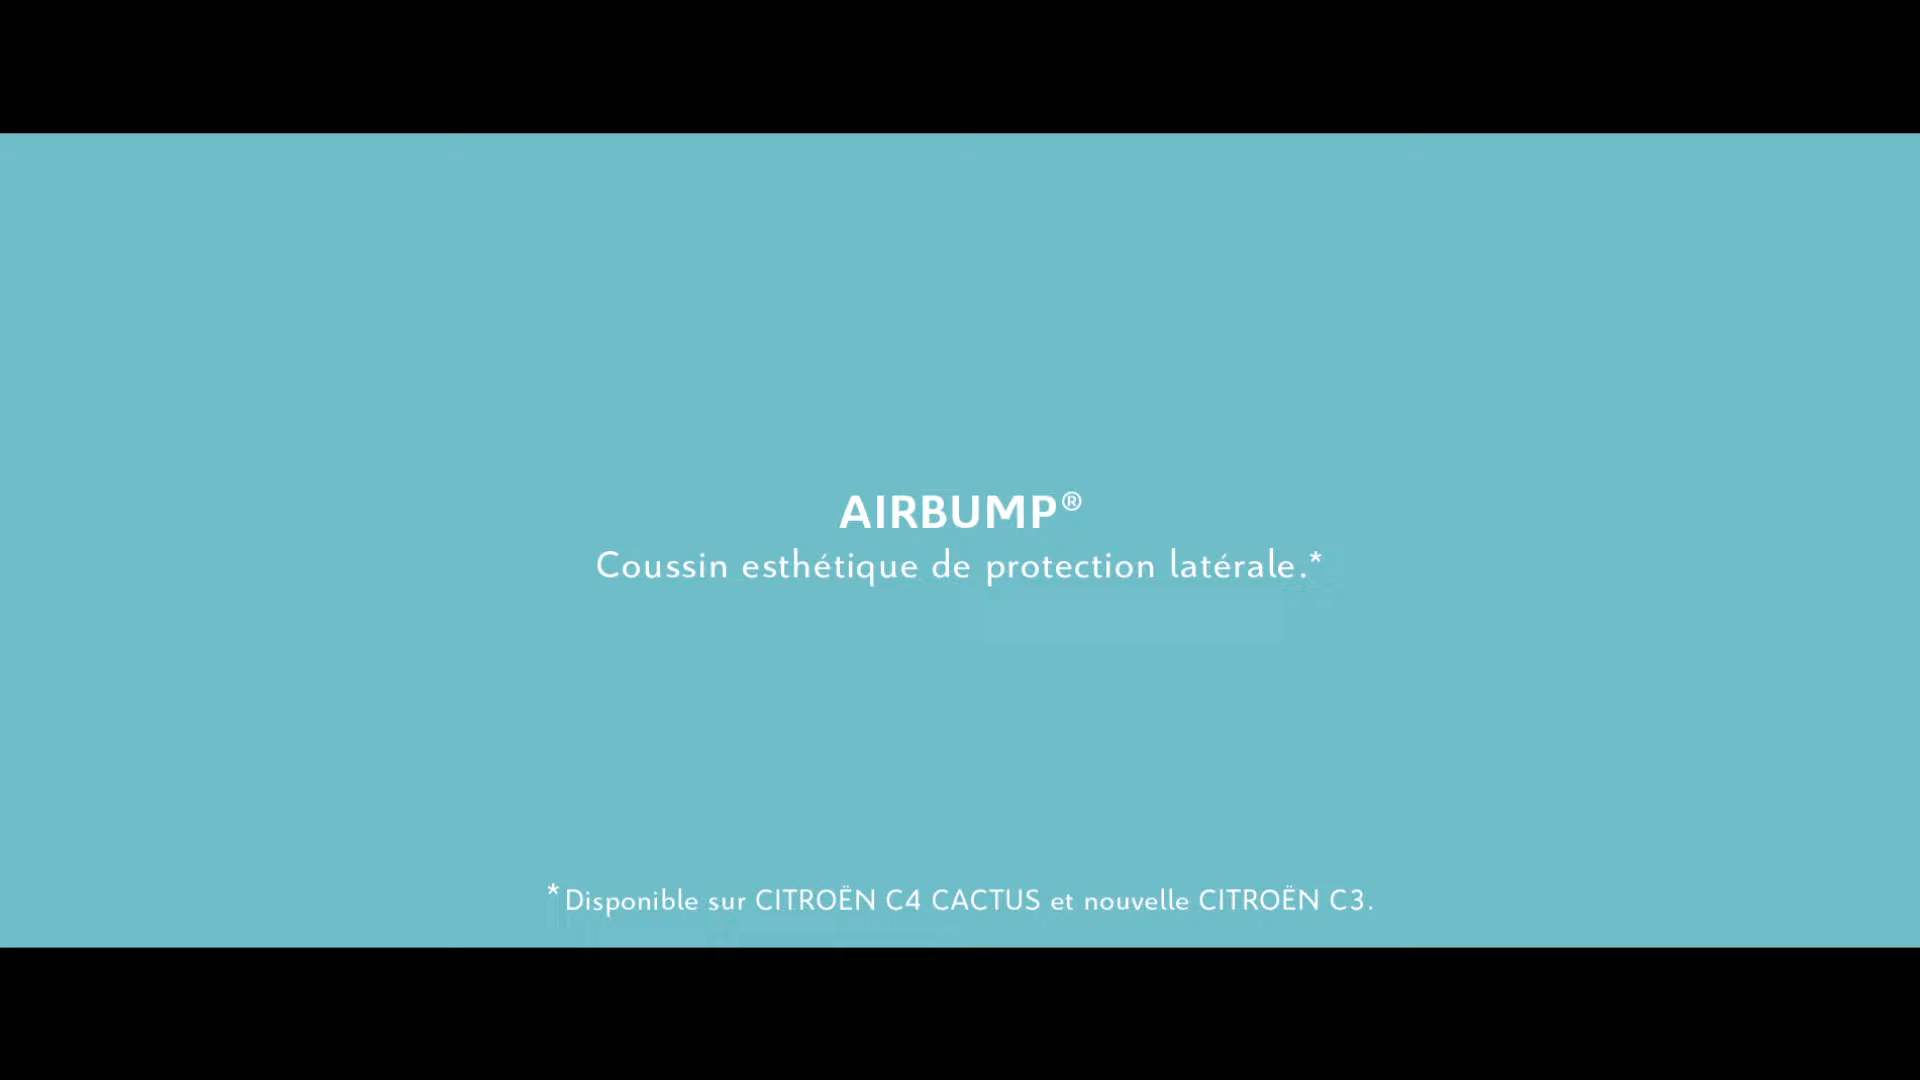 AIRBUMP®
Coussin esthétique de protection latérale.*
*Disponible sur CITROËN C4 CACTUS et nouvelle CITROËN C3.